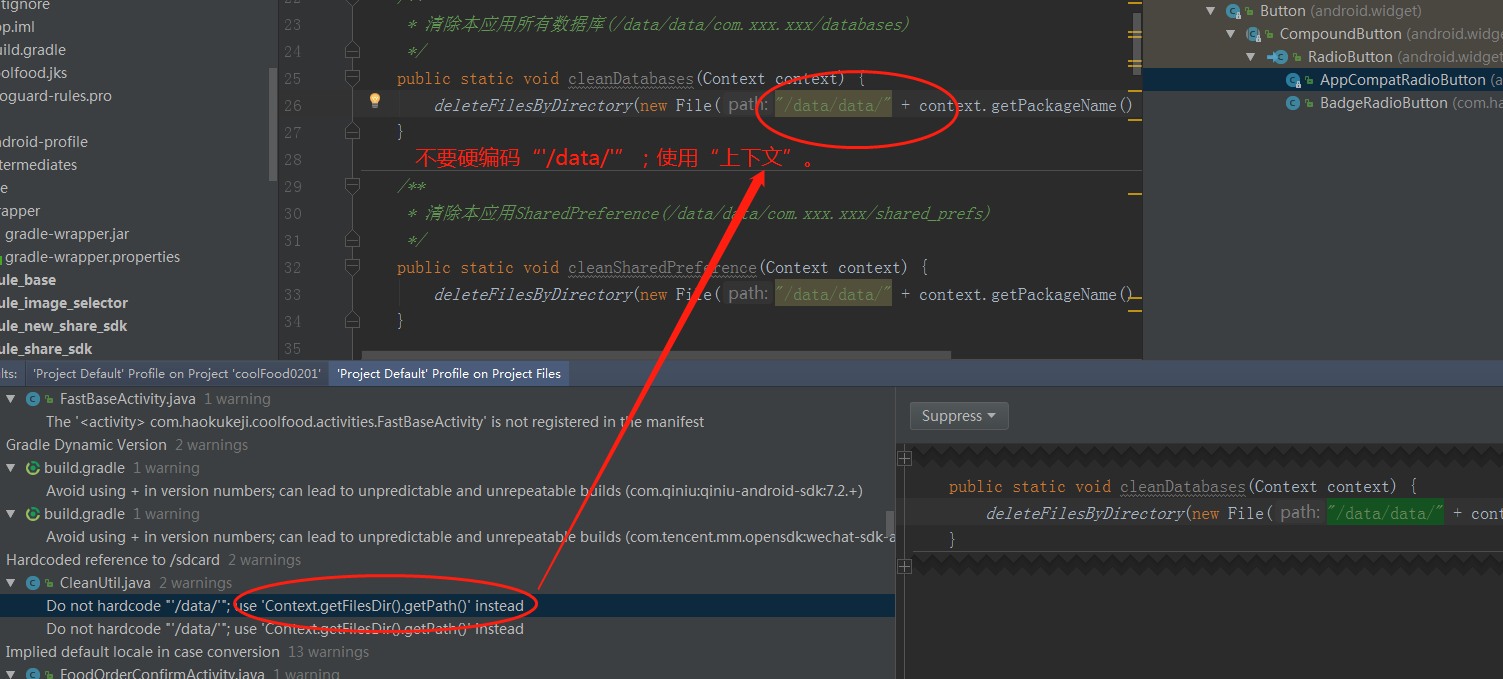 23 * 清除本应用所有数据库(/data/data/com.xxx.xxx/databases)
24 */
25 public static void cleanDatabases(Context context) {
26 deleteFilesByDirectory(new File( path: "/data/data/" + context.getPackageName()
27 }
28 不要硬编码“'/data/'” ；使用“上下文”。
29 /**
30 * 清除本应用SharedPreference(/data/data/com.xxx.xxx/shared_prefs)
31 */
32 public static void cleanSharedPreference(Context context) {
33 deleteFilesByDirectory(new File( path: "/data/data/" + context.getPackageName()
34 }
35
tignore
pp.iml
uild.gradle
oolfood.jks
oguard-rules.pro
ndroid-profile
termediates
e
rapper
gradle-wrapper.jar
gradle-wrapper.properties
ule_base
ule_image_selector
ule_new_share_sdk
ule_share_sdk
Button (android.widget)
CompoundButton (android.widge
RadioButton (android.widget
AppCompatRadioButton (a
BadgeRadioButton (com.ha
lts: 'Project Default' Profile on Project 'coolFood0201' 'Project Default' Profile on Project Files
FastBaseActivity.java 1 warning
The '<activity> com.haokukeji.coolfood.activities.FastBaseActivity' is not registered in the manifest
Gradle Dynamic Version 2 warnings
build.gradle 1 warning
Avoid using + in version numbers; can lead to unpredictable and unrepeatable builds (com.qiniu:qiniu-android-sdk:7.2.+)
build.gradle 1 warning
Avoid using + in version numbers; can lead to unpredictable and unrepeatable builds (com.tencent.mm.opensdk:wechat-sdk-a
Hardcoded reference to /sdcard 2 warnings
CleanUtil.java 2 warnings
Do not hardcode "'/data/'"; use 'Context.getFilesDir().getPath()' instead
Do not hardcode "'/data/'"; use 'Context.getFilesDir().getPath()' instead
Implied default locale in case conversion 13 warnings
FoodOrderConfirmActivity.java 1 warning
Suppress
public static void cleanDatabases(Context context) {
deleteFilesByDirectory(new File( path: "/data/data/" + cont
}